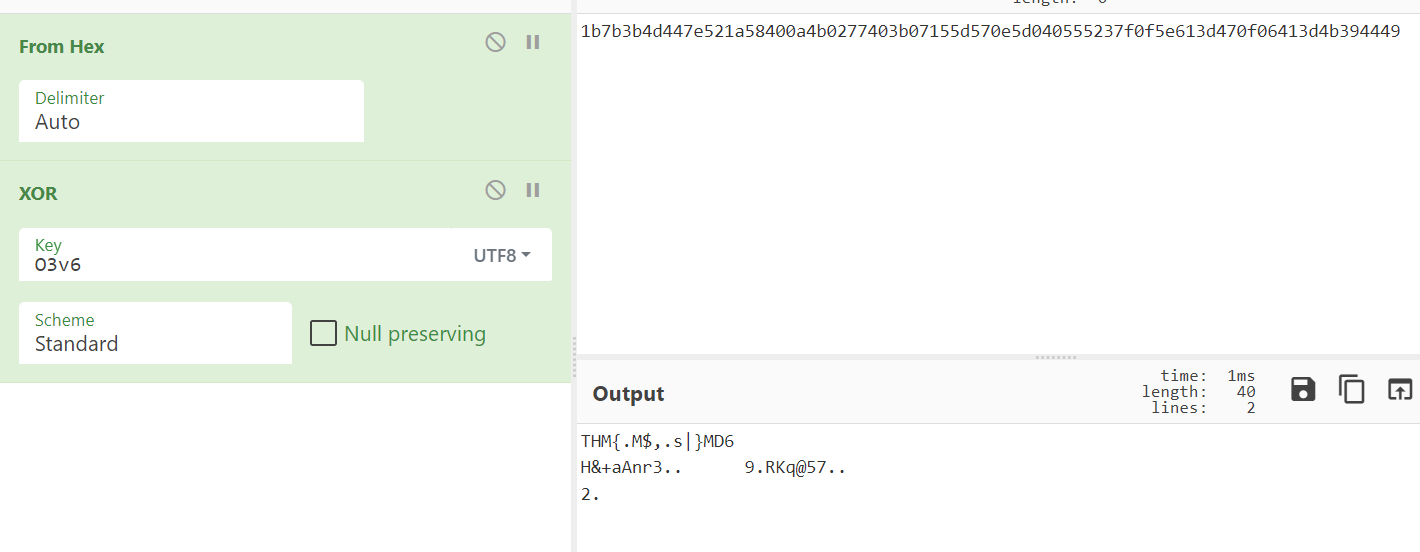 length:
From Hex
Delimiter
Auto
XOR
Key
O3v6
UTF8
Scheme
Standard
Null preserving
1b7b3b4d447e521a58400a4b0277403b07155d570e5d040555237f0f5e613d470f06413d4b394449
Output
time: 1ms
length: 40
lines: 2
THM{.M$,.s|}MD6
H&+aAnr3..      9.RKq@57..
2.